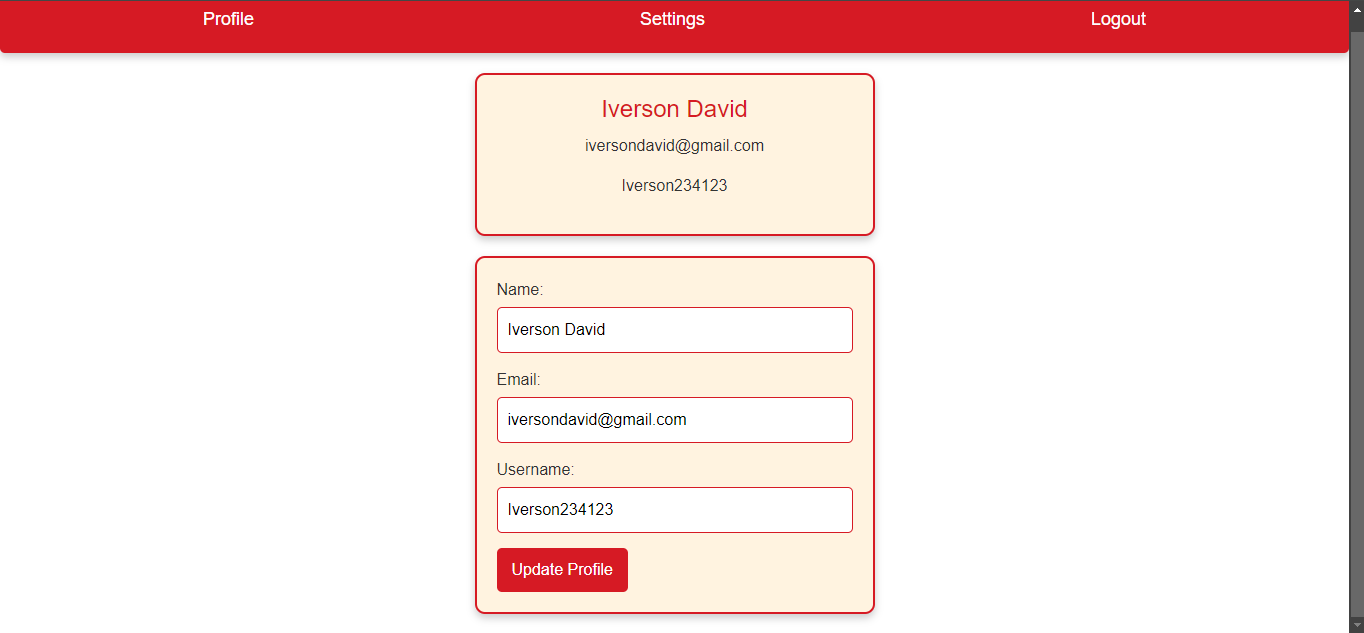 Profile Settings Logout
Iverson David
iversondavid@gmail.com
Iverson234123
Name:
Iverson David
Email:
iversondavid@gmail.com
Username:
Iverson234123
Update Profile